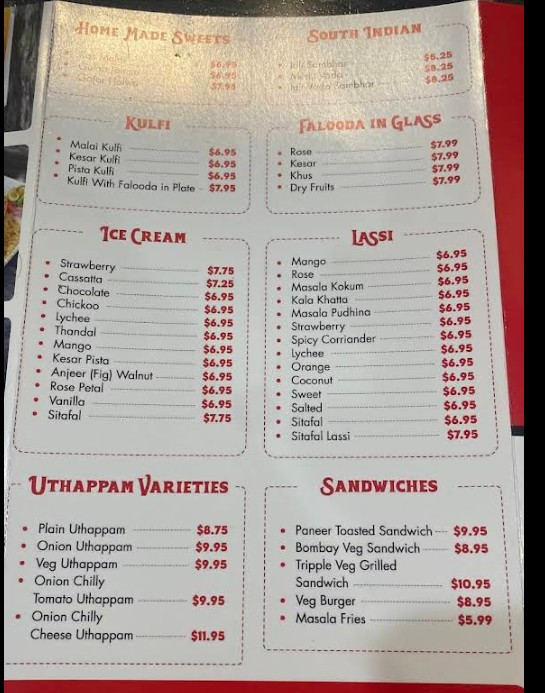 HOME MADE SWEETS
$6.95
$6.95
$7.95
SOUTH INDIAN
Idli Sambhar $6.25
Medu Vada $8.25
Idli Vada Sambhar $8.25
KULFI
Malai Kulfi $6.95
Kesar Kulfi $6.95
Pista Kulfi $6.95
Kulfi With Falooda in Plate $7.95
FALOODA IN GLASS
Rose $7.99
Kesar $7.99
Khus $7.99
Dry Fruits $7.99
ICE CREAM
Strawberry $7.75
Cassatta $7.25
Chocolate $6.95
Chickoo $6.95
Lychee $6.95
Thandal $6.95
Mango $6.95
Kesar Pista $6.95
Anjeer (Fig) Walnut $6.95
Rose Petal $6.95
Vanilla $6.95
Sitafal $7.75
LASSI
Mango $6.95
Rose $6.95
Masala Kokum $6.95
Kala Khatta $6.95
Masala Pudhina $6.95
Strawberry $6.95
Spicy Corriander $6.95
Lychee $6.95
Orange $6.95
Coconut $6.95
Sweet $6.95
Salted $6.95
Sitafal $6.95
Sitafal Lassi $7.95
UTHAPPAM VARIETIES
Plain Uthappam $8.75
Onion Uthappam $9.95
Veg Uthappam $9.95
Onion Chilly
Tomato Uthappam $9.95
Onion Chilly
Cheese Uthappam $11.95
SANDWICHES
Paneer Toasted Sandwich $9.95
Bombay Veg Sandwich $8.95
Tripple Veg Grilled
Sandwich $10.95
Veg Burger $8.95
Masala Fries $5.99